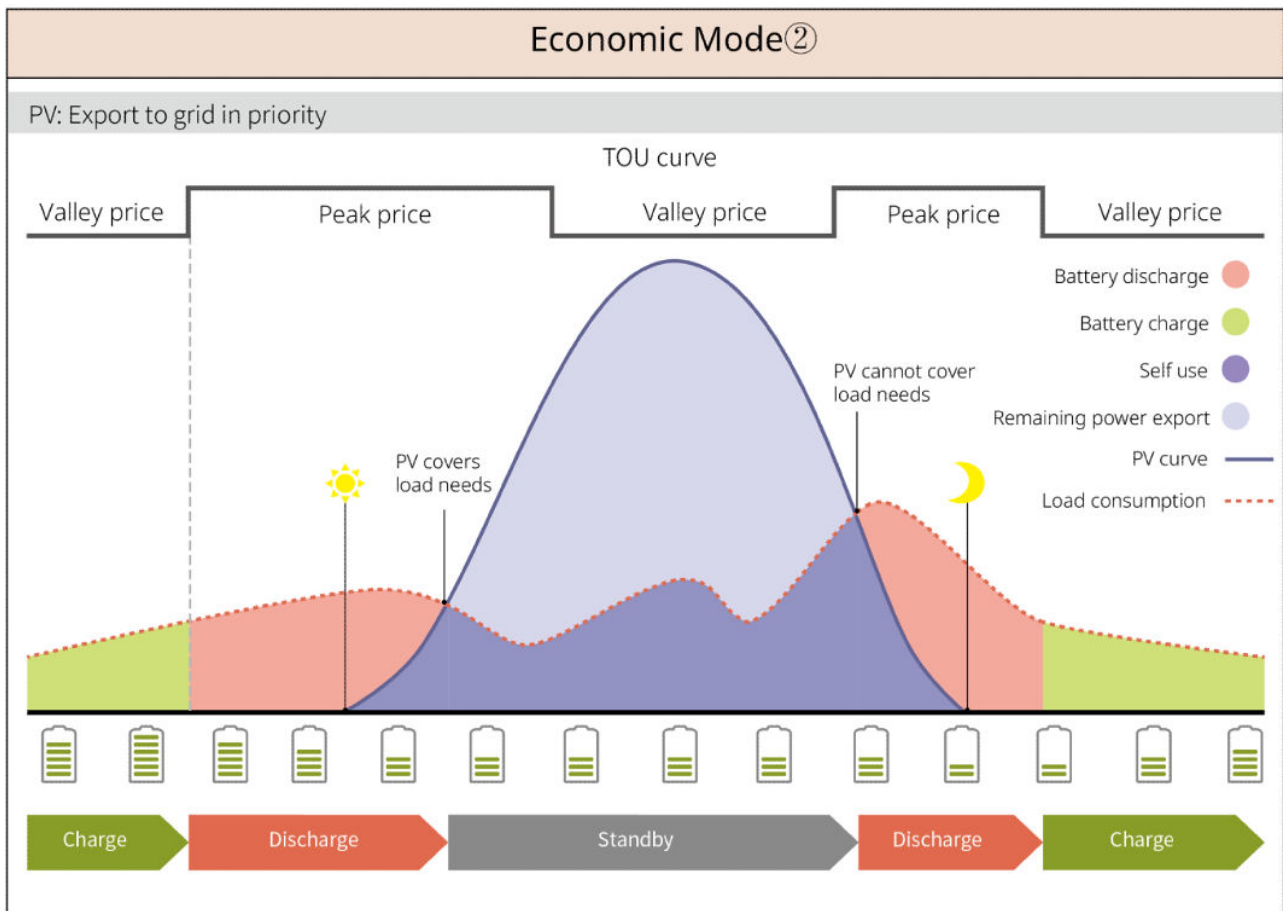 Economic Mode②
PV: Export to grid in priority
TOU curve
Valley price
Peak price
Valley price
Peak price
Valley price
Battery discharge
Battery charge
Self use
Remaining power export
PV curve
Load consumption
PV cannot cover
load needs
PV covers
load needs
Charge
Discharge
Standby
Discharge
Charge